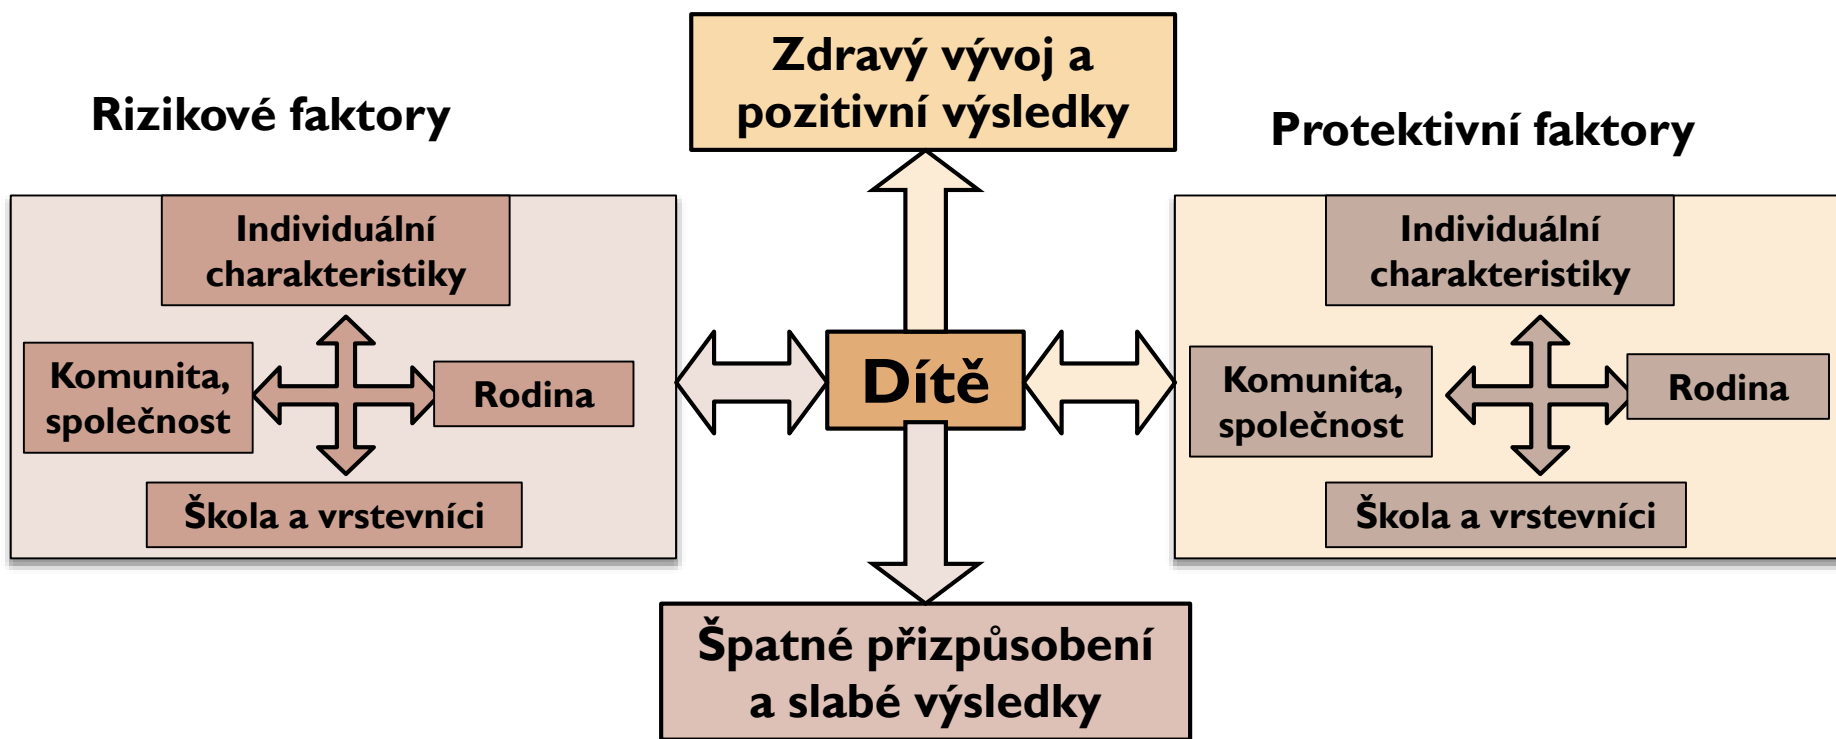 Zdravý vývoj a
pozitivní výsledky
Rizikové faktory
Protektivní faktory
Individuální
charakteristiky
Komunita,
společnost
Rodina
Škola a vrstevníci
Dítě
Individuální
charakteristiky
Komunita,
společnost
Rodina
Škola a vrstevníci
Špatné přizpůsobení
a slabé výsledky